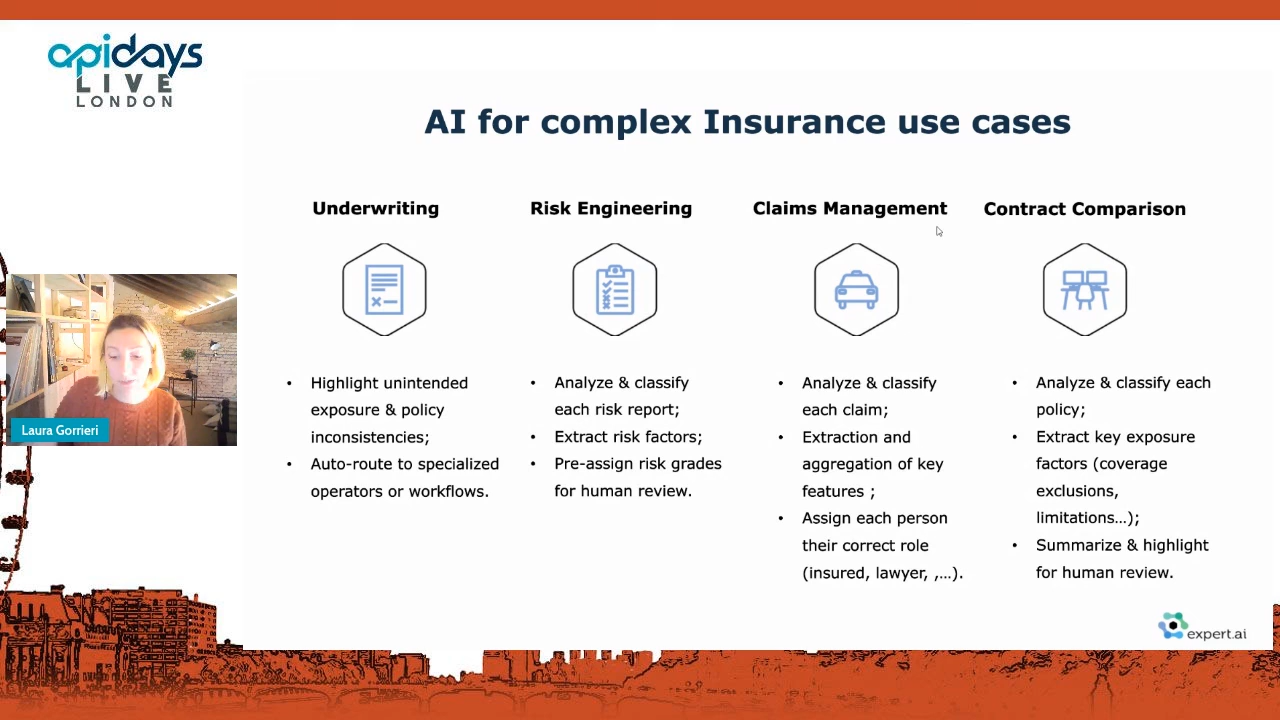 apidays
LIVE
LONDON
AI for complex Insurance use cases
Underwriting
Risk Engineering
Claims Management
Contract Comparison
• Highlight unintended
exposure & policy
inconsistencies;
• Auto-route to specialized
operators or workflows.
• Analyze & classify
each risk report;
• Extract risk factors;
• Pre-assign risk grades
for human review.
• Analyze & classify
each claim;
• Extraction and
aggregation of key
features ;
• Assign each person
their correct role
(insured, lawyer, ,…).
• Analyze & classify each
policy;
• Extract key exposure
factors (coverage
exclusions,
limitations…);
• Summarize & highlight
for human review.
Laura Gorrieri
expert.ai